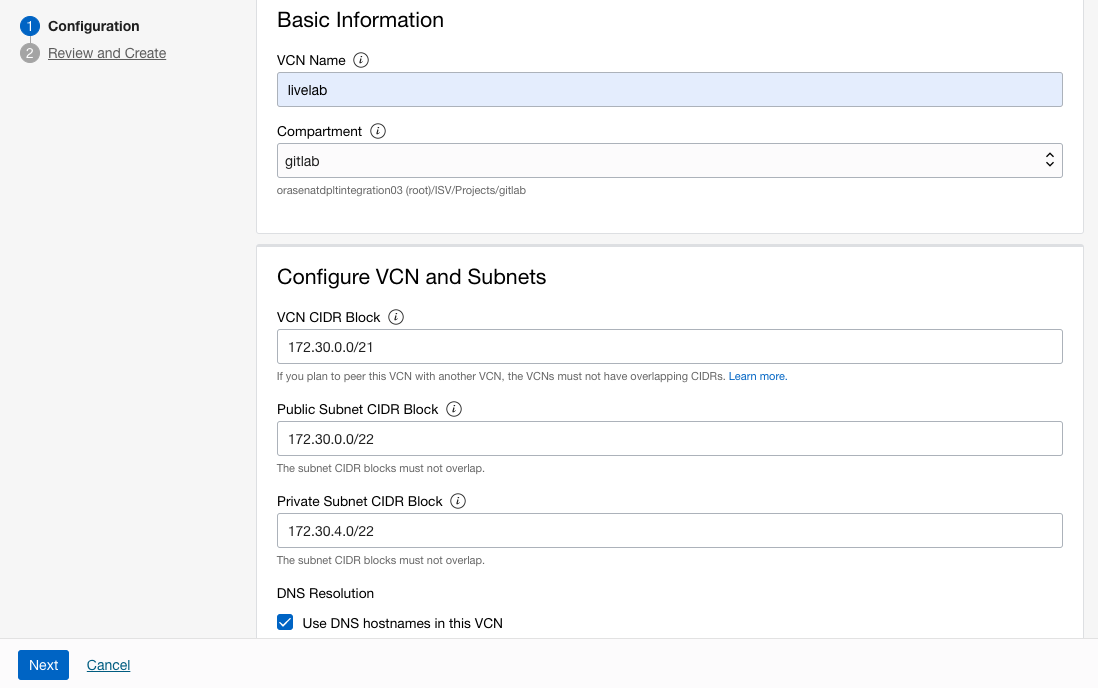 1 Configuration
2 Review and Create
Basic Information
VCN Name i
livelab
Compartment i
gitlab
orasenatdpltintegration03 (root)/ISV/Projects/gitlab
Configure VCN and Subnets
VCN CIDR Block i
172.30.0.0/21
If you plan to peer this VCN with another VCN, the VCNs must not have overlapping CIDRs. Learn more.
Public Subnet CIDR Block i
172.30.0.0/22
The subnet CIDR blocks must not overlap.
Private Subnet CIDR Block i
172.30.4.0/22
The subnet CIDR blocks must not overlap.
DNS Resolution
Use DNS hostnames in this VCN
Next Cancel